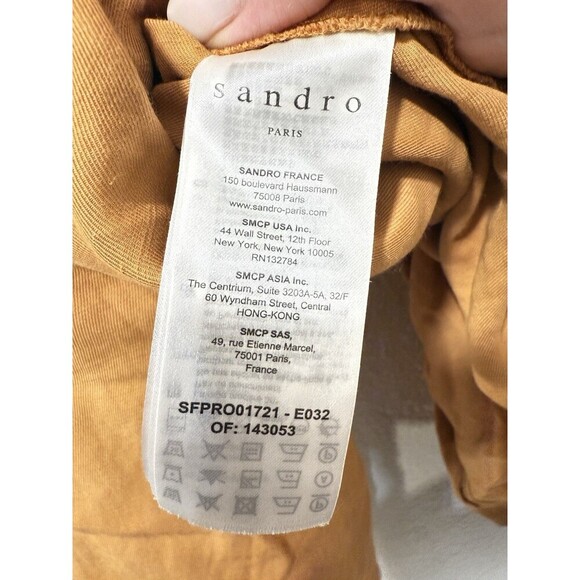 sandro
PARIS
SANDRO FRANCE
150 boulevard Haussmann
75008 Paris
www.sandro-paris.com
SMCP USA Inc.
44 Wall Street, 12th Floor
New York, New York 10005
RN132784
SMCP ASIA Inc.
The Centrium, Suite 3203A-5A, 32/F
60 Wyndham Street, Central
HONG-KONG
SMCP SAS,
49, rue Etienne Marcel,
75001 Paris,
France
SFPRO01721 - E032
OF: 143053